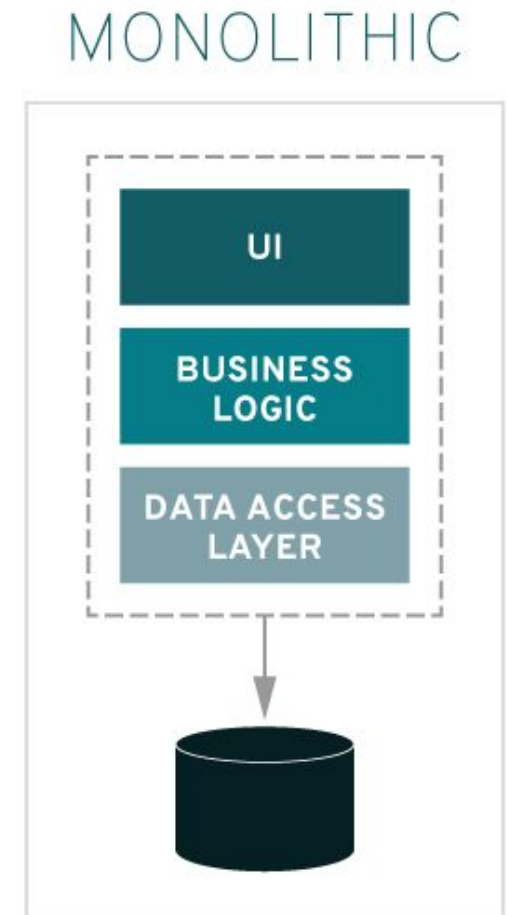 MONOLITHIC
UI
BUSINESS
LOGIC
DATA ACCESS
LAYER